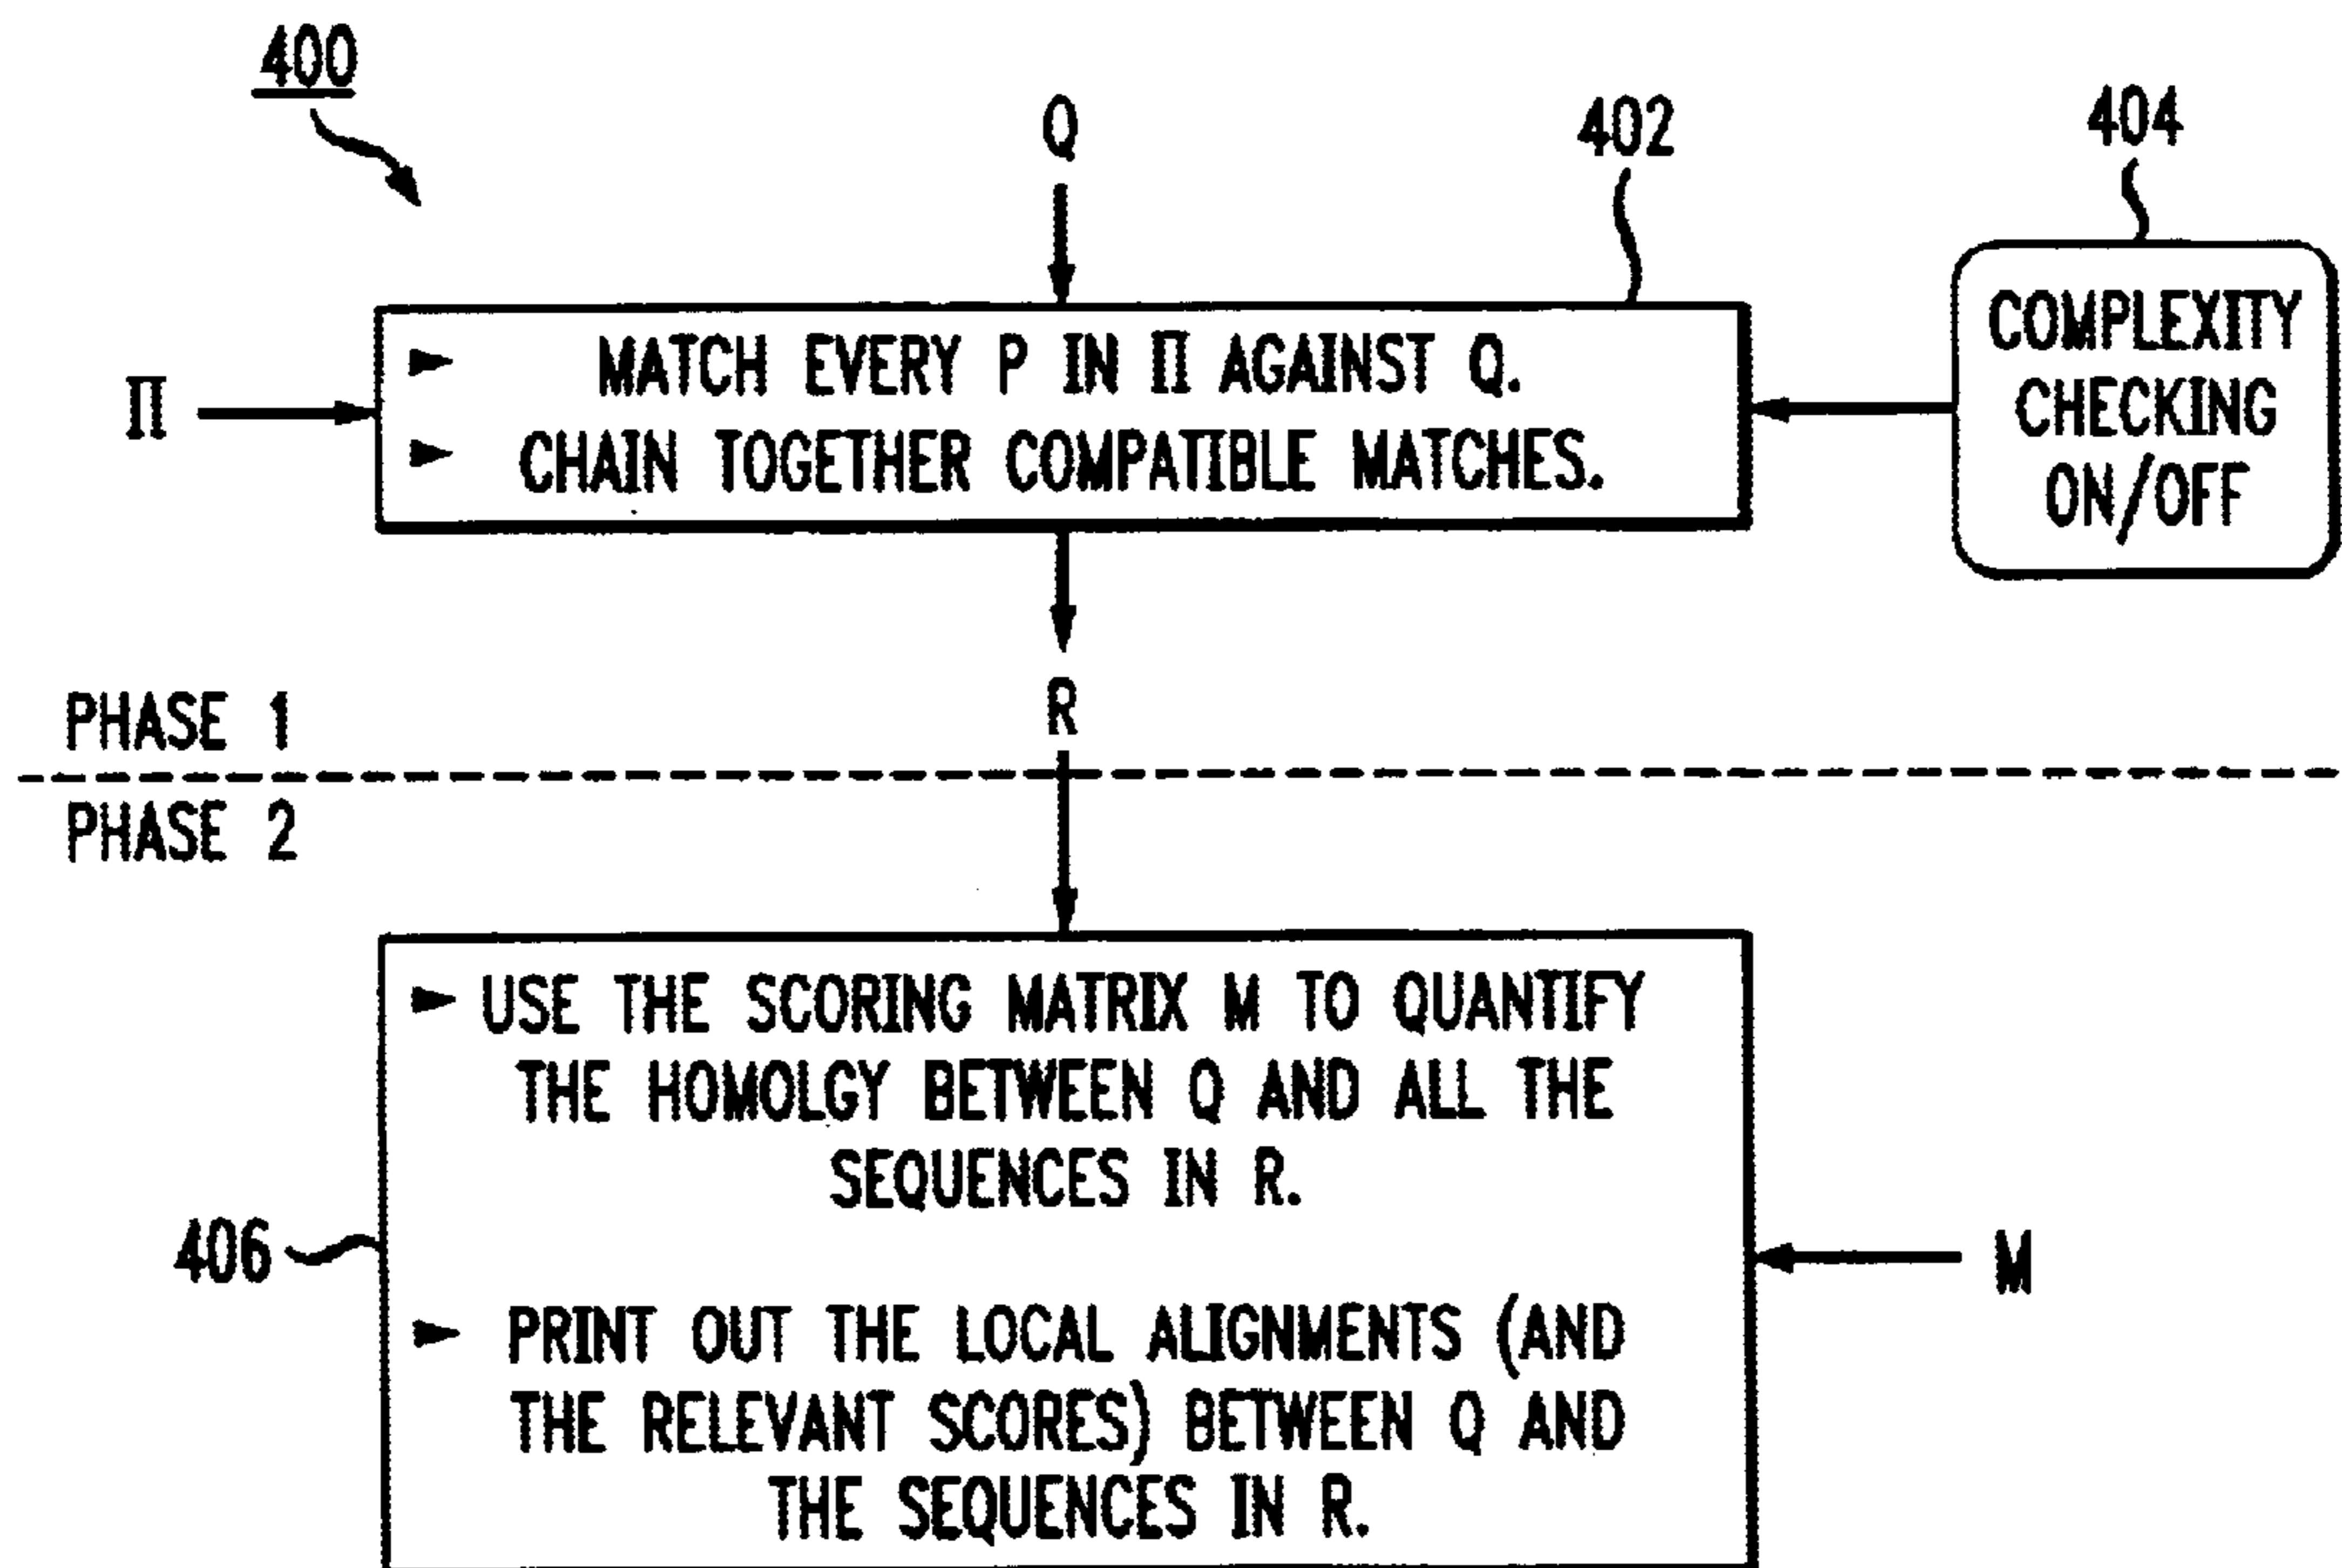 400
Q
402
404
Π
MATCH EVERY P IN Π AGAINST Q.
CHAIN TOGETHER COMPATIBLE MATCHES.
COMPLEXITY
CHECKING
ON/OFF
R
PHASE 1
PHASE 2
USE THE SCORING MATRIX M TO QUANTIFY
THE HOMOLGY BETWEEN Q AND ALL THE
SEQUENCES IN R.
406
M
PRINT OUT THE LOCAL ALIGNMENTS (AND
THE RELEVANT SCORES) BETWEEN Q AND
THE SEQUENCES IN R.